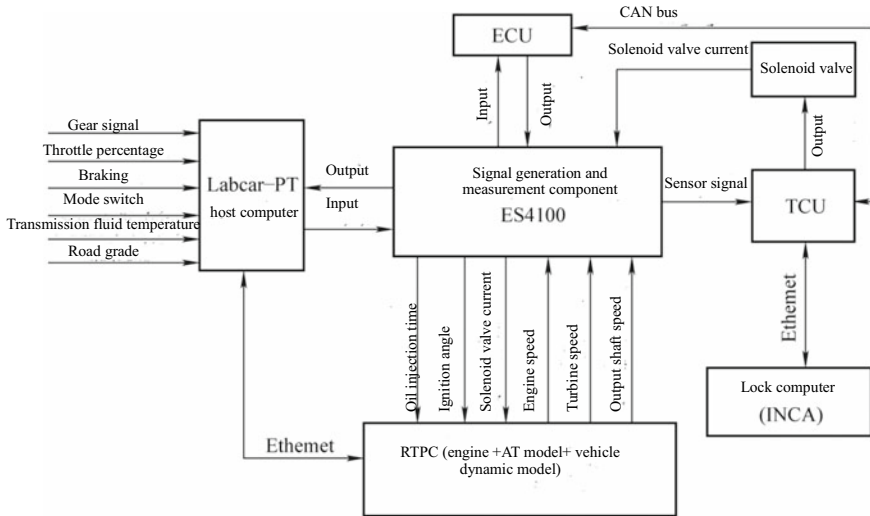 CAN bus
ECU
Solenoid valve current
Solenoid valve
Input
Output
Output
Gear signal
Throttle percentage
Braking
Mode switch
Transmission fluid temperature
Road grade
Labcar-PT
host computer
Output
Input
Signal generation and
measurement component
ES4100
Sensor signal
TCU
Oil injection time
Ignition angle
Solenoid valve current
Engine speed
Turbine speed
Output shaft speed
Ethemet
Lock computer
(INCA)
Ethemet
RTPC (engine +AT model+ vehicle
dynamic model)